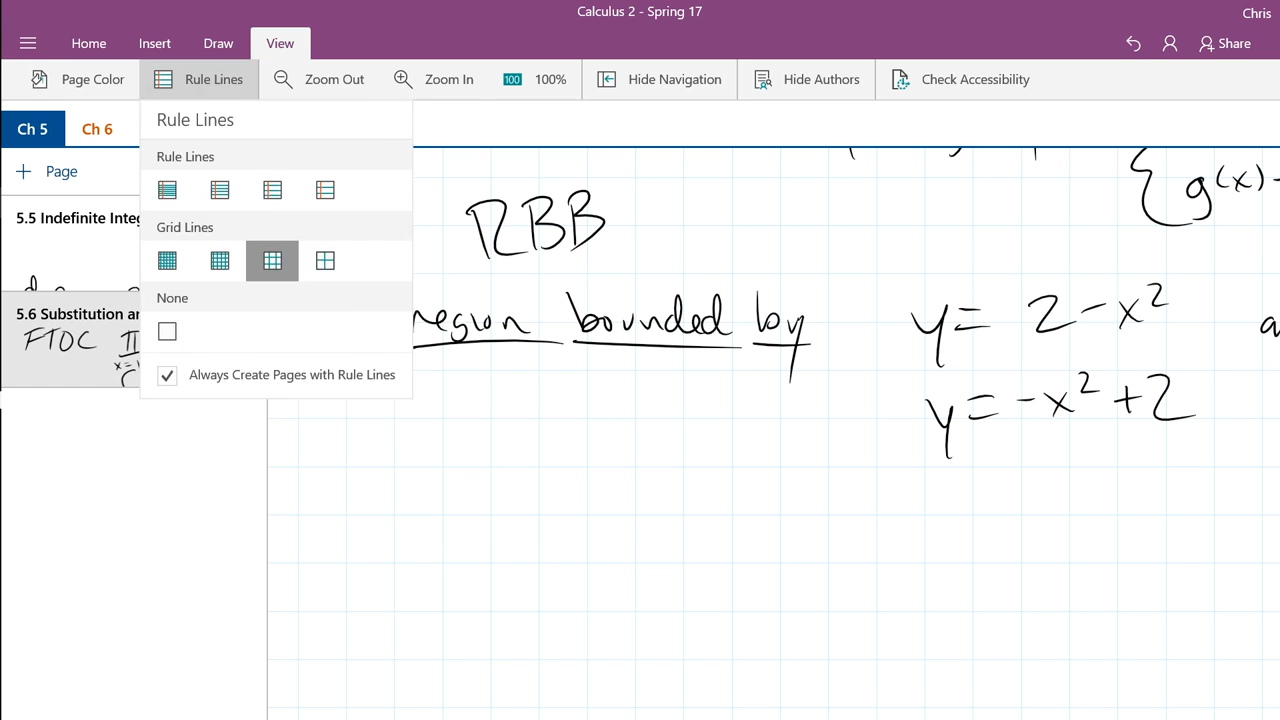 Calculus 2 - Spring 17
Chris
Home Insert Draw View Share
Page Color Rule Lines Zoom Out Zoom In 100 100% Hide Navigation Hide Authors Check Accessibility
Rule Lines
Ch 5 Ch 6
Rule Lines
+ Page
{ g(x) -
5.5 Indefinite Integ
RBB
Grid Lines
None
5.6 Substitution an
FTOC II
x=
region bounded by y = 2 - x²
Always Create Pages with Rule Lines
y = -x² + 2